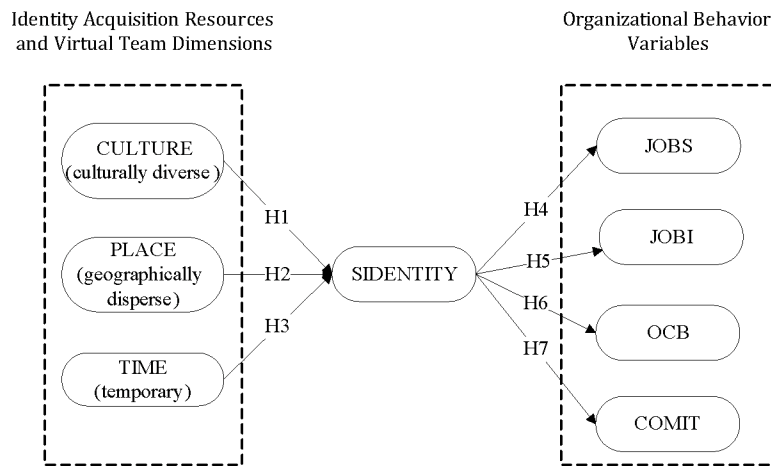 Identity Acquisition Resources
and Virtual Team Dimensions
Organizational Behavior
Variables
CULTURE
(culturally diverse)
PLACE
(geographically
disperse)
TIME
(temporary)
H1
H2
H3
SIDENTITY
H4
H5
H6
H7
JOBS
JOBI
OCB
COMIT